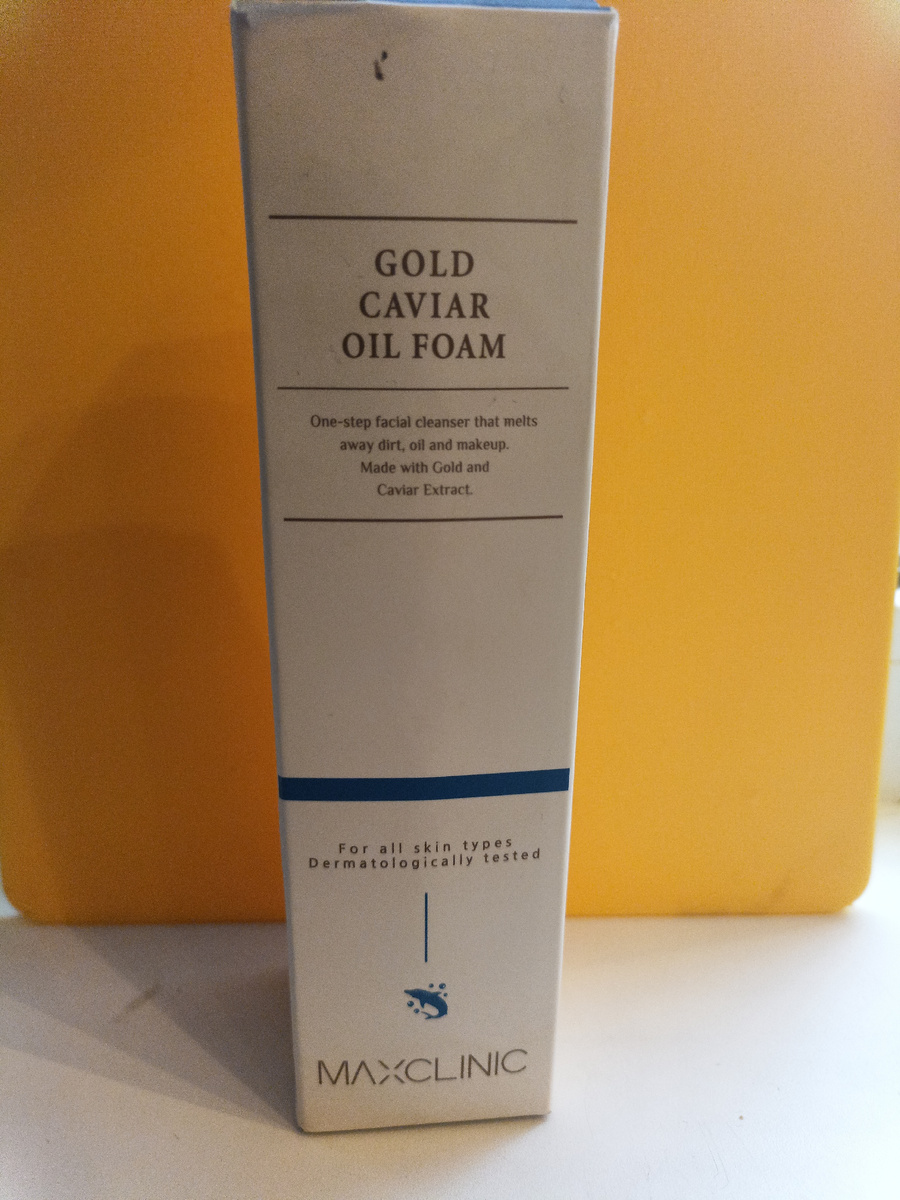 GOLD
CAVIAR
OIL FOAM
One-step facial cleanser that melts
away dirt, oil and makeup.
Made with Gold and
Caviar Extract.
For all skin types
Dermatologically tested
MAXCLINIC